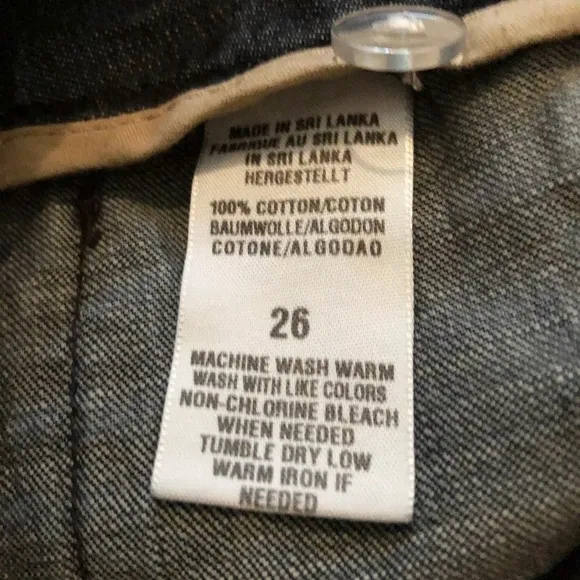 MADE IN SRI LANKA
FABRIQUE AU SRI LANKA
IN SRI LANKA
HERGESTELLT
100% COTTON/COTON
BAUMWOLLE/ALGODON
COTONE/ALGODAO
26
MACHINE WASH WARM
WASH WITH LIKE COLORS
NON-CHLORINE BLEACH
WHEN NEEDED
TUMBLE DRY LOW
WARM IRON IF
NEEDED